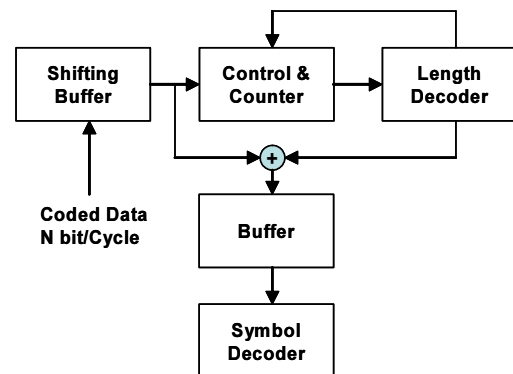 Shifting
Buffer
Control &
Counter
Length
Decoder
+
Coded Data
N bit/Cycle
Buffer
Symbol
Decoder